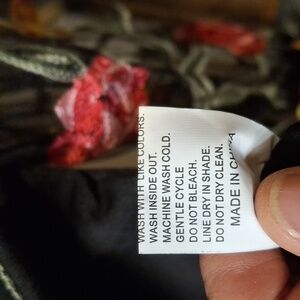 WASH WITH LIKE COLORS.
WASH INSIDE OUT.
MACHINE WASH COLD.
GENTLE CYCLE
DO NOT BLEACH.
LINE DRY IN SHADE.
DO NOT DRY CLEAN.
MADE IN CHINA